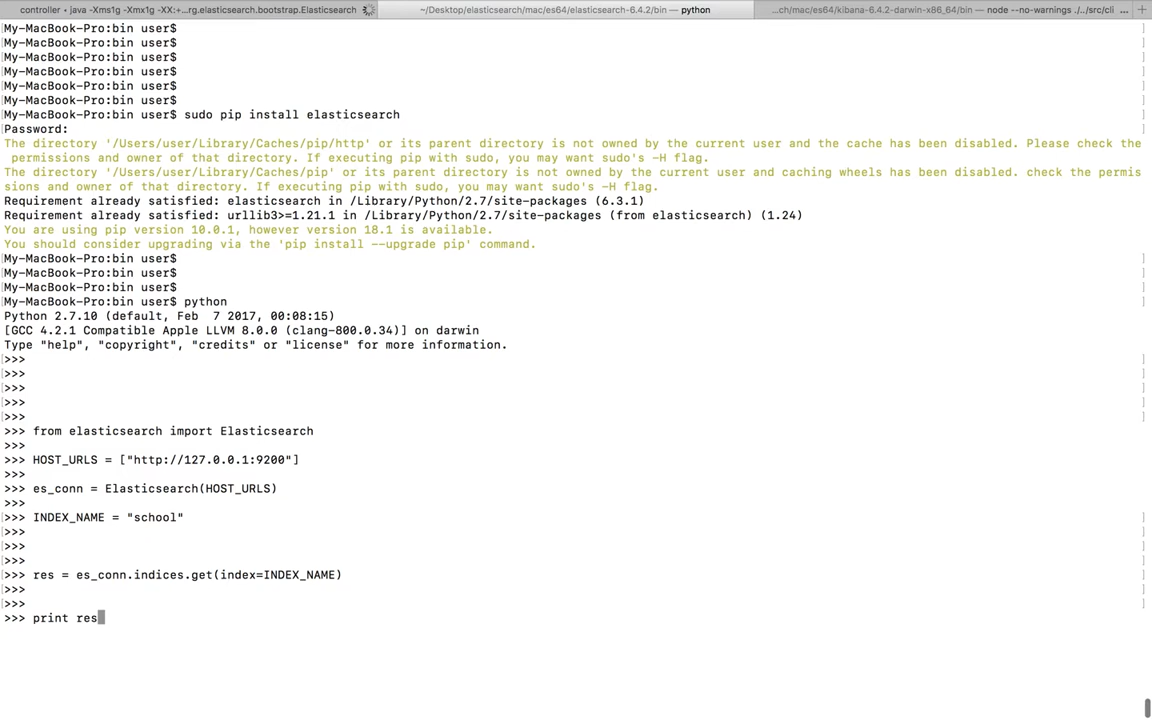 controller • java -Xms1g -Xmx1g -XX:+...rg.elasticsearch.bootstrap.Elasticsearch
~/Desktop/elasticsearch/mac/es64/elasticsearch-6.4.2/bin — python
...ch/mac/es64/kibana-6.4.2-darwin-x86_64/bin — node --no-warnings ./../src/cli ...
My-MacBook-Pro:bin user$
My-MacBook-Pro:bin user$
My-MacBook-Pro:bin user$
My-MacBook-Pro:bin user$
My-MacBook-Pro:bin user$
My-MacBook-Pro:bin user$
My-MacBook-Pro:bin user$ sudo pip install elasticsearch
Password:
The directory '/Users/user/Library/Caches/pip/http' or its parent directory is not owned by the current user and the cache has been disabled. Please check the
permissions and owner of that directory. If executing pip with sudo, you may want sudo's -H flag.
The directory '/Users/user/Library/Caches/pip' or its parent directory is not owned by the current user and caching wheels has been disabled. check the permis
sions and owner of that directory. If executing pip with sudo, you may want sudo's -H flag.
Requirement already satisfied: elasticsearch in /Library/Python/2.7/site-packages (6.3.1)
Requirement already satisfied: urllib3>=1.21.1 in /Library/Python/2.7/site-packages (from elasticsearch) (1.24)
You are using pip version 10.0.1, however version 18.1 is available.
You should consider upgrading via the 'pip install --upgrade pip' command.
My-MacBook-Pro:bin user$
My-MacBook-Pro:bin user$
My-MacBook-Pro:bin user$
My-MacBook-Pro:bin user$ python
Python 2.7.10 (default, Feb  7 2017, 00:08:15)
[GCC 4.2.1 Compatible Apple LLVM 8.0.0 (clang-800.0.34)] on darwin
Type "help", "copyright", "credits" or "license" for more information.
>>>
>>>
>>>
>>>
>>>
>>> from elasticsearch import Elasticsearch
>>>
>>> HOST_URLS = ["http://127.0.0.1:9200"]
>>>
>>> es_conn = Elasticsearch(HOST_URLS)
>>>
>>> INDEX_NAME = "school"
>>>
>>>
>>>
>>> res = es_conn.indices.get(index=INDEX_NAME)
>>>
>>>
>>> print res